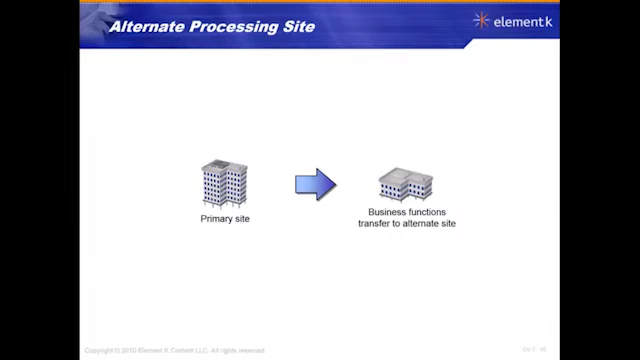 Alternate Processing Site
element k
Primary site
Business functions
transfer to alternate site
Copyright © 2010 Element K Content LLC. All rights reserved.